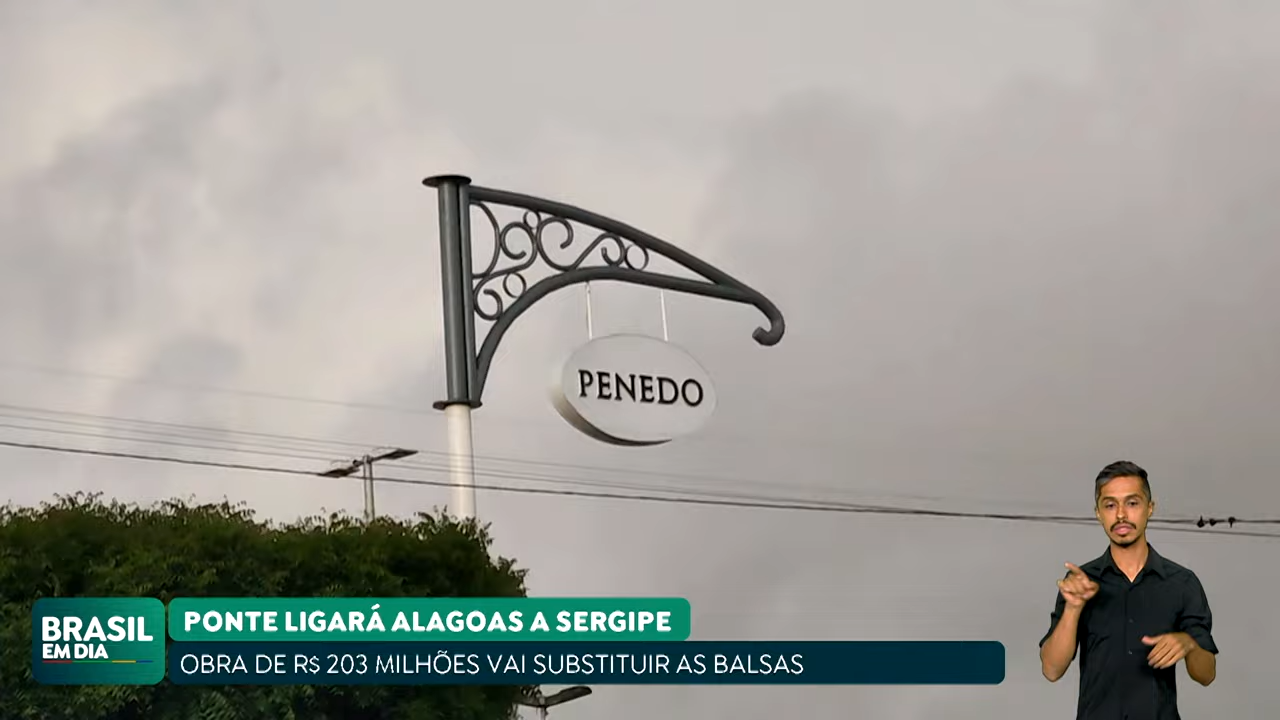 PENEDO
BRASIL
EM DIA
PONTE LIGARÁ ALAGOAS A SERGIPE
OBRA DE R$ 203 MILHÕES VAI SUBSTITUIR AS BALSAS